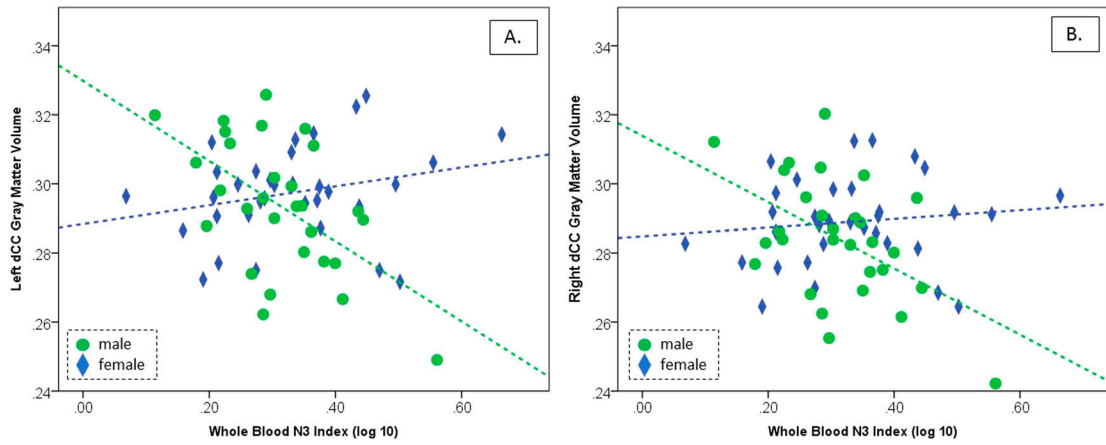 A.
Left dCC Gray Matter Volume
.34
.32
.30
.28
.26
.24
male
female
.00 .20 .40 .60
Whole Blood N3 Index (log 10)
B.
Right dCC Gray Matter Volume
.34
.32
.30
.28
.26
.24
male
female
.00 .20 .40 .60
Whole Blood N3 Index (log 10)